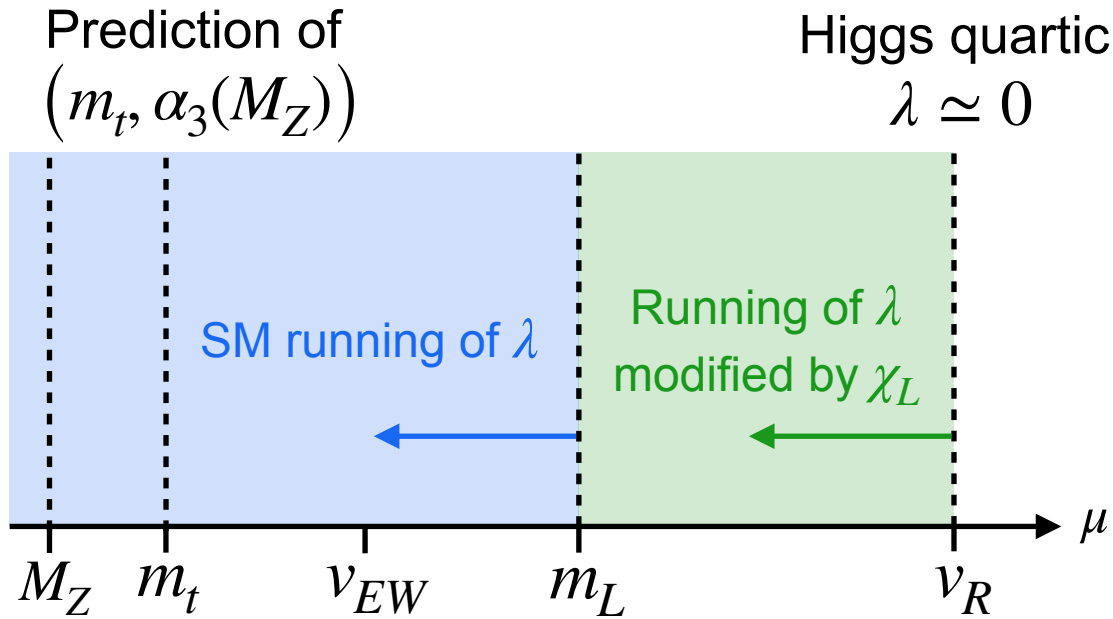 Prediction of
(m_t, α_3(M_Z))
Higgs quartic
λ ≃ 0
SM running of λ
Running of λ
modified by χ_L
μ
M_Z m_t v_EW m_L v_R